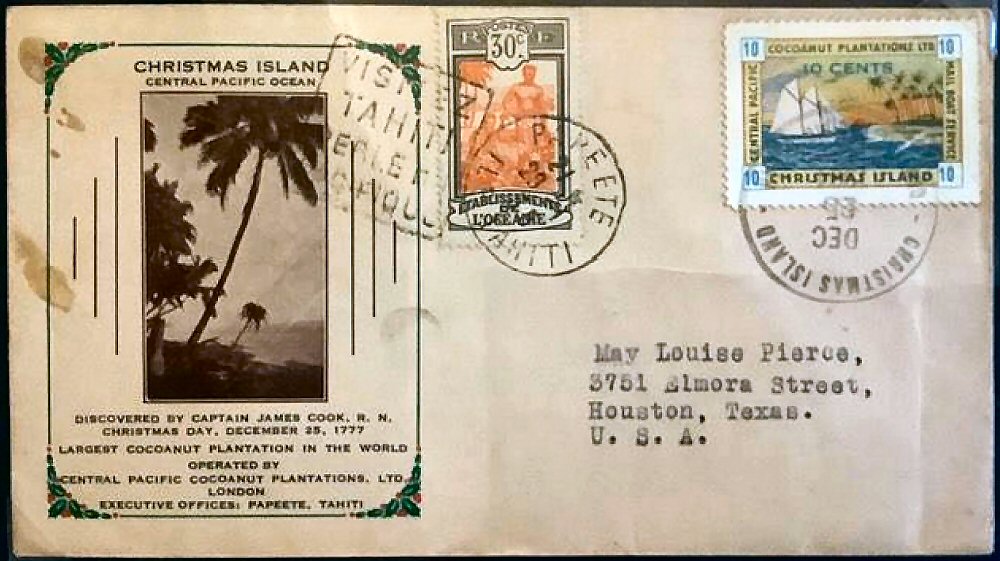 CHRISTMAS ISLAND
CENTRAL PACIFIC OCEAN
DISCOVERED BY CAPTAIN JAMES COOK, R. N.
CHRISTMAS DAY, DECEMBER 25, 1777
LARGEST COCOANUT PLANTATION IN THE WORLD
OPERATED BY
CENTRAL PACIFIC COCOANUT PLANTATIONS, LTD.
LONDON
EXECUTIVE OFFICES: PAPEETE, TAHITI
TAHITI
POSTES
30c
ETABLISSEMENTS
DE
L'OCEANIE
PAPEETE
TAHITI
10 COCOANUT PLANTATIONS LTD 10
10 CENTS
CENTRAL PACIFIC
MAIL BOAT SERVICE
10 CHRISTMAS ISLAND 10
DEC
25
CHRISTMAS ISLAND
May Louise Pierce,
3751 Elmora Street,
Houston, Texas.
U. S. A.